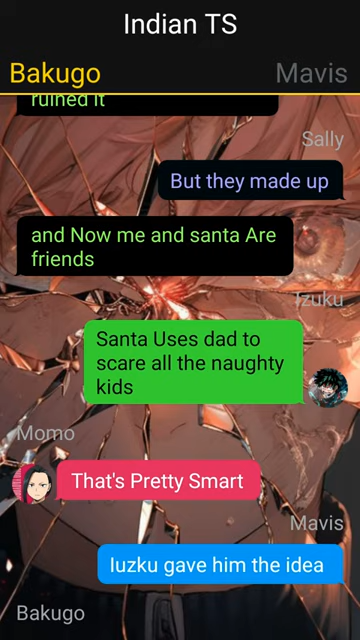 Indian TS
Bakugo
Mavis
ruined it
Sally
But they made up
and Now me and santa Are
friends
Izuku
Santa Uses dad to
scare all the naughty
kids
Momo
That's Pretty Smart
Mavis
Iuzku gave him the idea
Bakugo